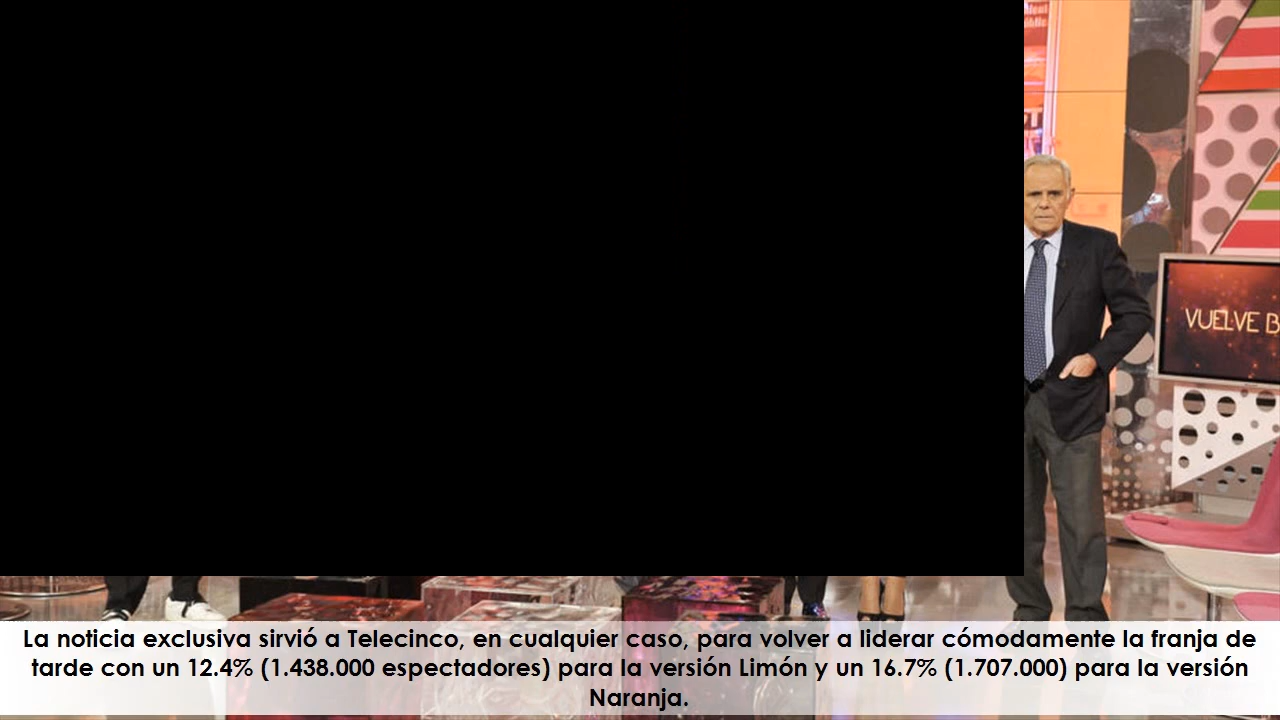 VUELVE B
La noticia exclusiva sirvió a Telecinco, en cualquier caso, para volver a liderar cómodamente la franja de
tarde con un 12.4% (1.438.000 espectadores) para la versión Limón y un 16.7% (1.707.000) para la versión
Naranja.